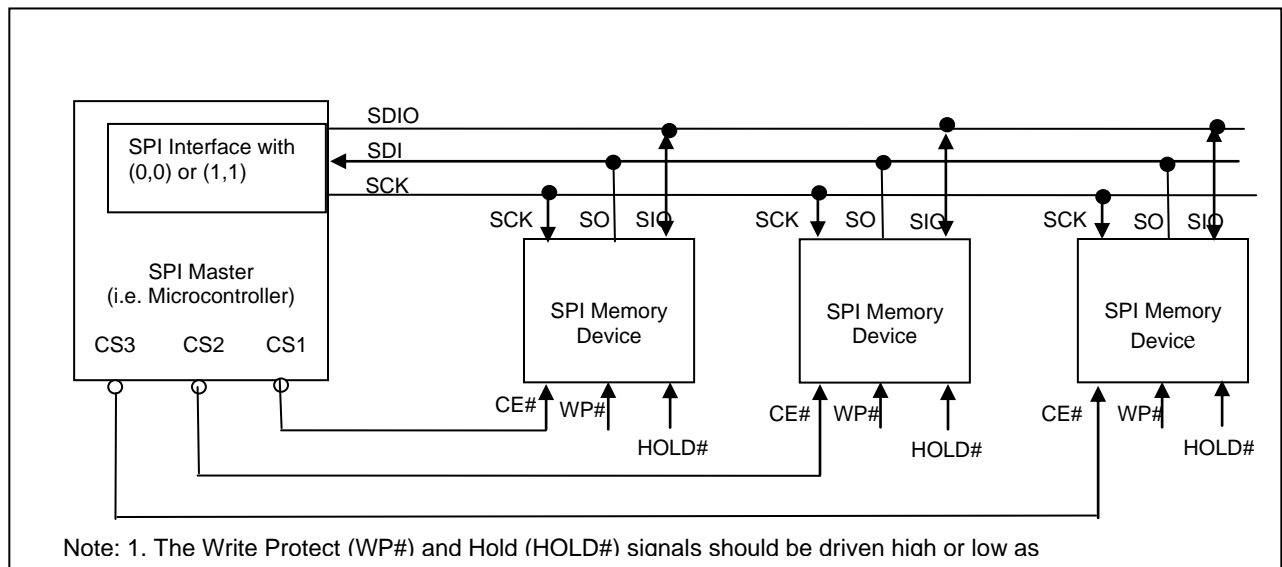 SDIO
SPI Interface with
(0,0) or (1,1)
SDI
SCK
SCK SO SIO
SCK SO SIO
SCK SO SIO
SPI Master
(i.e. Microcontroller)
SPI Memory
Device
SPI Memory
Device
SPI Memory
Device
CS3 CS2 CS1
CE# WP#
HOLD#
CE# WP#
HOLD#
CE# WP#
HOLD#
Note: 1. The Write Protect (WP#) and Hold (HOLD#) signals should be driven high or low as